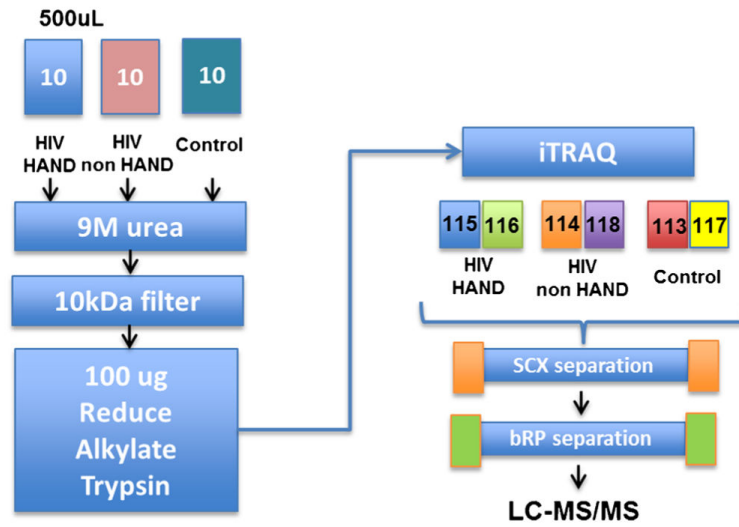 500uL
10
10
10
HIV
HAND
HIV
non HAND
Control
9M urea
10kDa filter
100 ug
Reduce
Alkylate
Trypsin
iTRAQ
115
116
114
118
113
117
HIV
HAND
HIV
non HAND
Control
SCX separation
bRP separation
LC-MS/MS